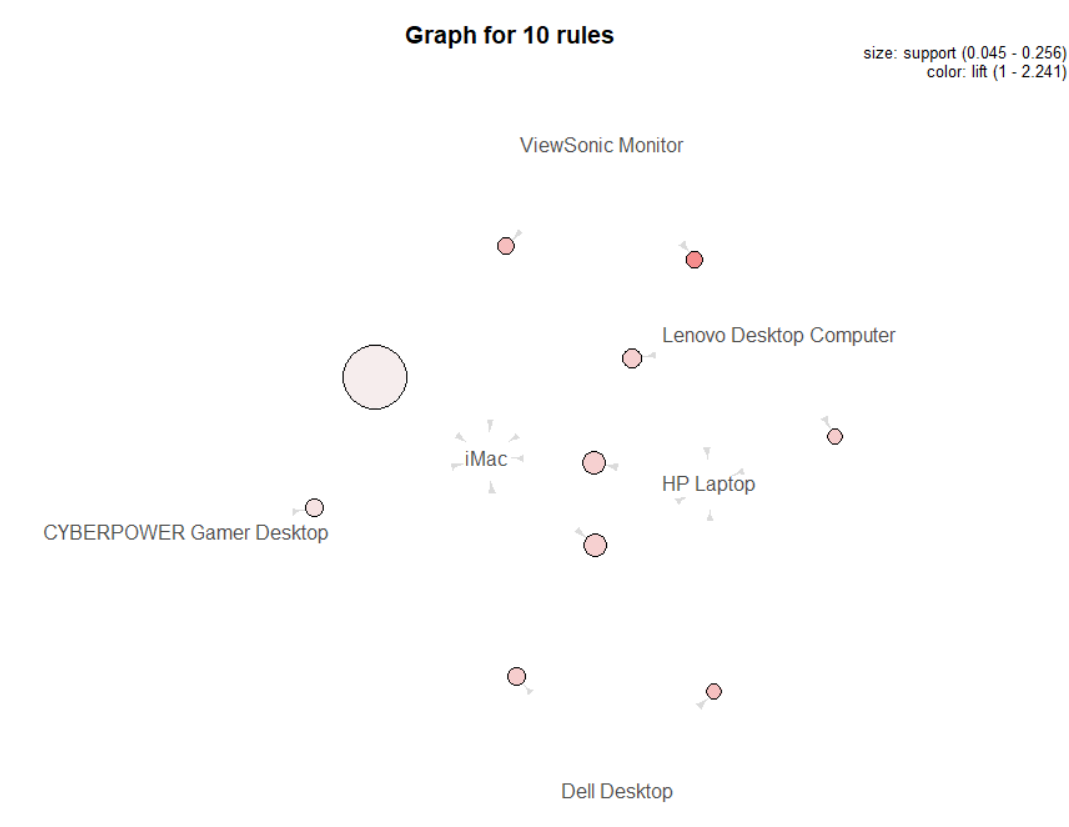 Graph for 10 rules
size: support (0.045 - 0.256)
color: lift (1 - 2.241)
ViewSonic Monitor
Lenovo Desktop Computer
iMac
HP Laptop
CYBERPOWER Gamer Desktop
Dell Desktop